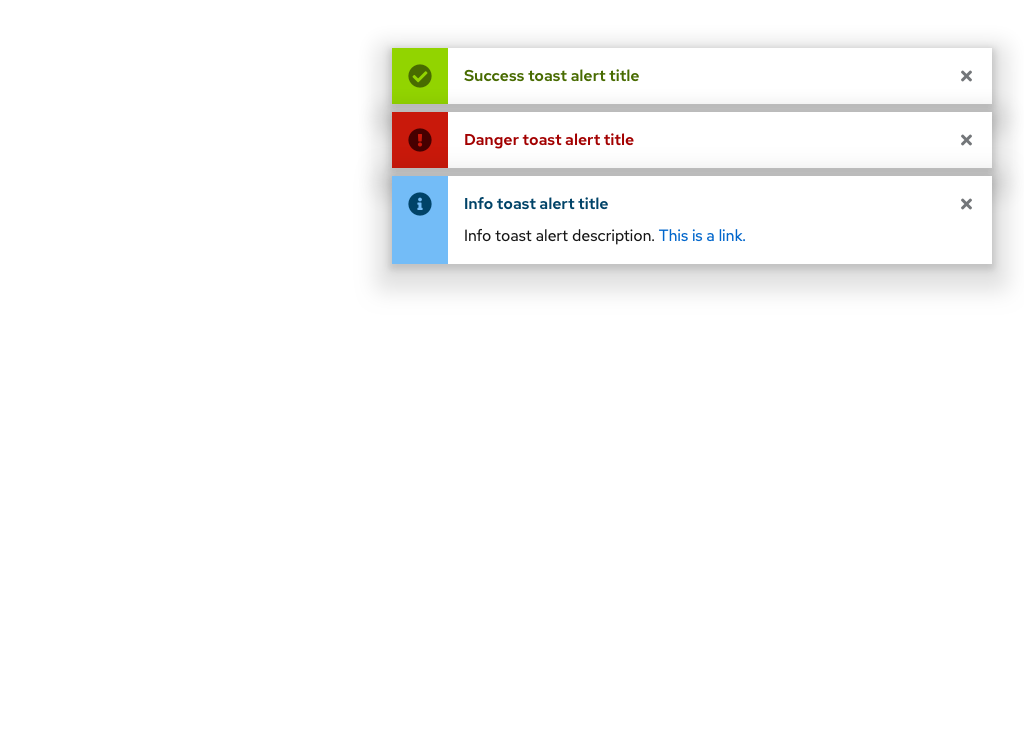 Success toast alert title
Danger toast alert title
Info toast alert title
Info toast alert description. This is a link.